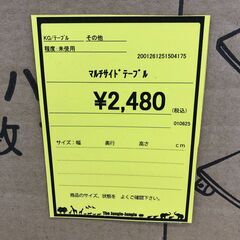 KG/テーブル その他
程度:未使用
2001261251504175
マルチサイドテーブル
¥2,480
(税込)
010625
サイズ:幅 奥行 高さ cm
商品のサイズ、状態を よくご確認下さい。
The Jungle-Jungle
枚